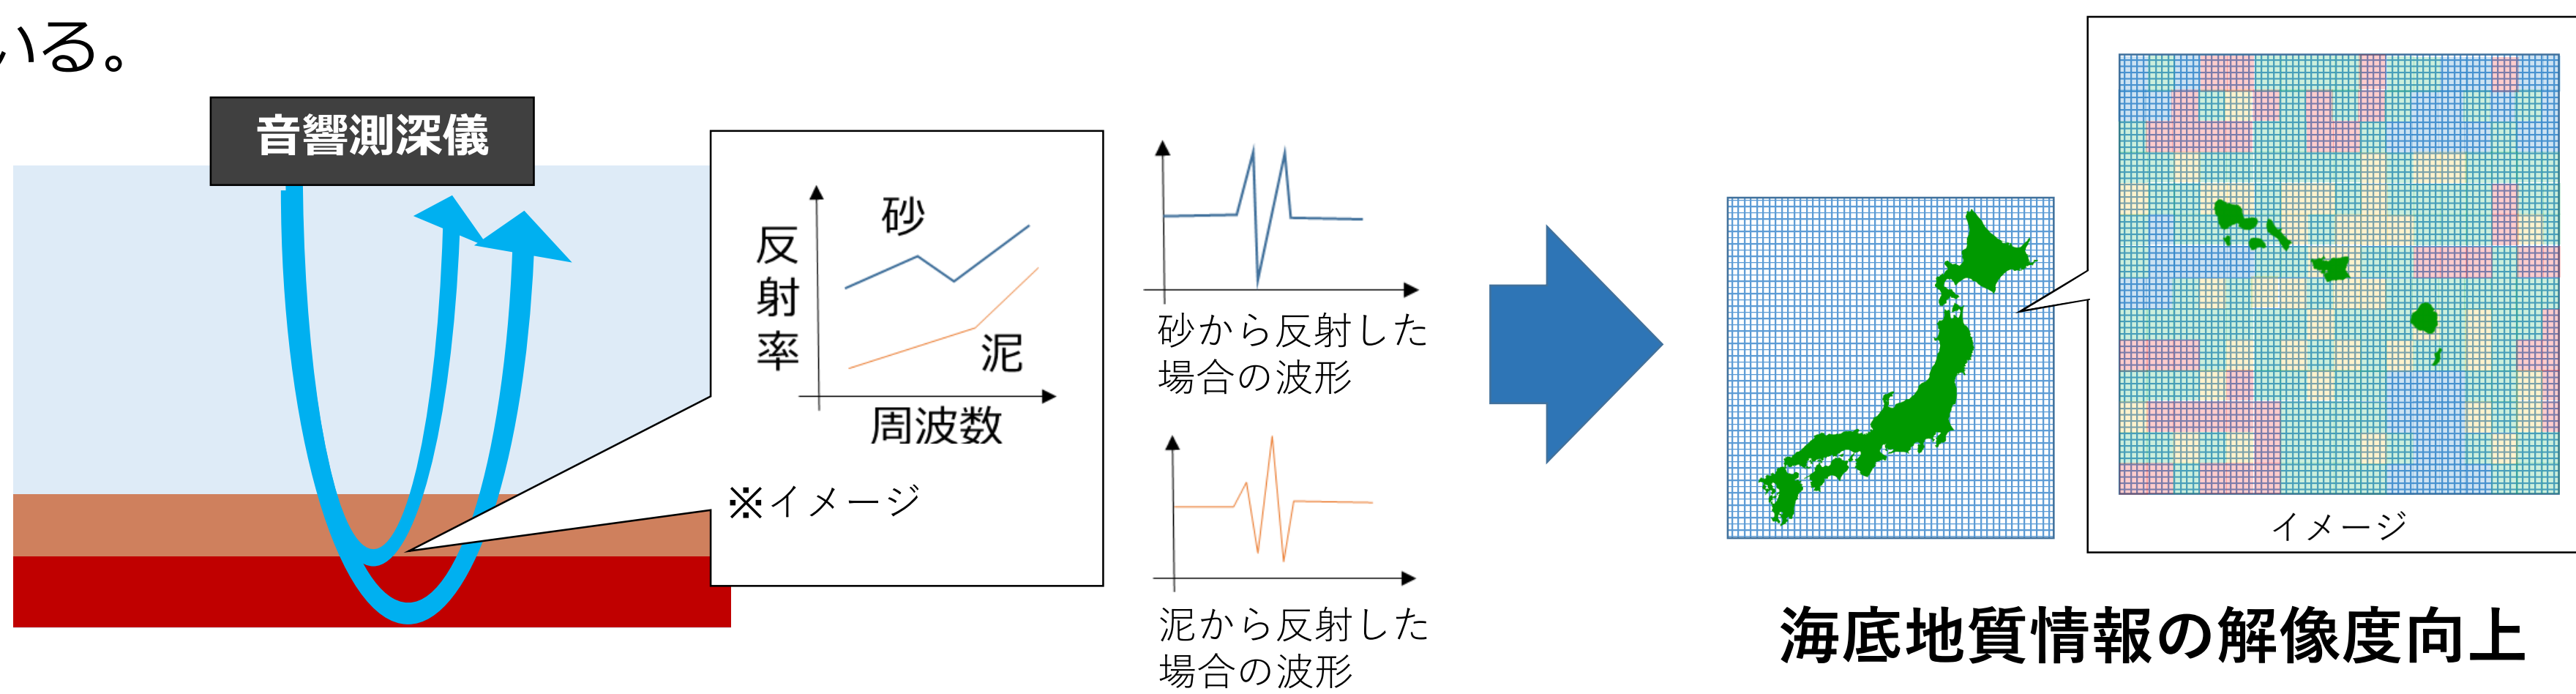 いる。
音響測深儀
反射率
砂
泥
周波数
※イメージ
砂から反射した
場合の波形
泥から反射した
場合の波形
イメージ
海底地質情報の解像度向上